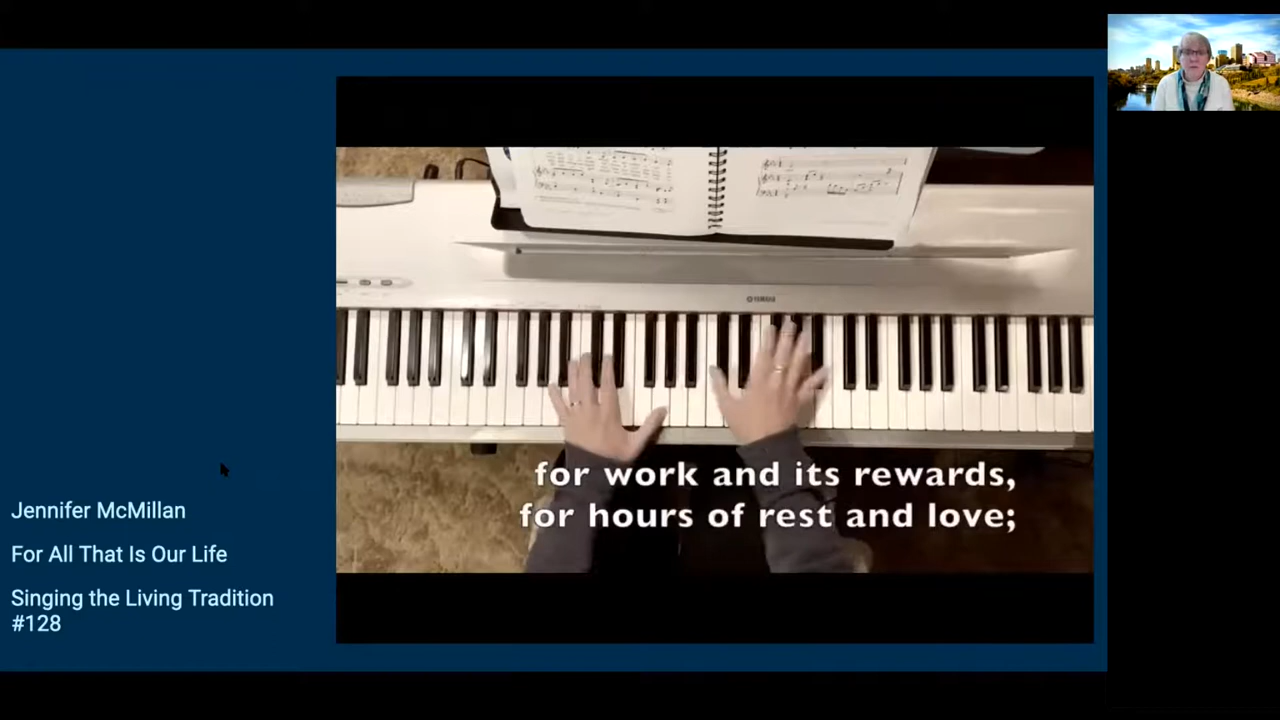 YAMAHA
for work and its rewards,
for hours of rest and love;
Jennifer McMillan
For All That Is Our Life
Singing the Living Tradition
#128